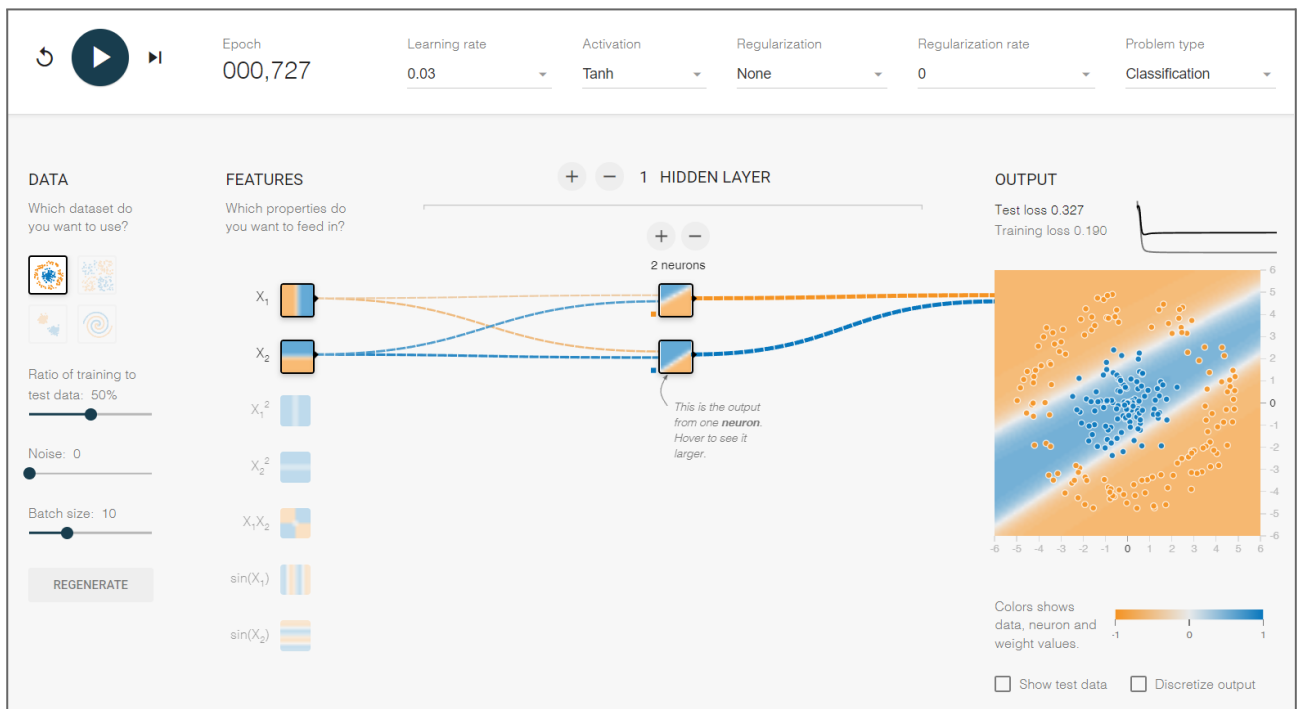 Epoch
000,727
Learning rate
0.03
Activation
Tanh
Regularization
None
Regularization rate
0
Problem type
Classification
DATA
Which dataset do
you want to use?
Ratio of training to
test data: 50%
Noise: 0
Batch size: 10
REGENERATE
FEATURES
Which properties do
you want to feed in?
X1
X2
X1²
X2²
X1X2
sin(X1)
sin(X2)
+ − 1 HIDDEN LAYER
+ −
2 neurons
This is the output
from one neuron.
Hover to see it
larger.
OUTPUT
Test loss 0.327
Training loss 0.190
6
5
4
3
2
1
0
-1
-2
-3
-4
-5
-6
-6 -5 -4 -3 -2 -1 0 1 2 3 4 5 6
Colors shows
data, neuron and
weight values.
-1 0 1
Show test data
Discretize output